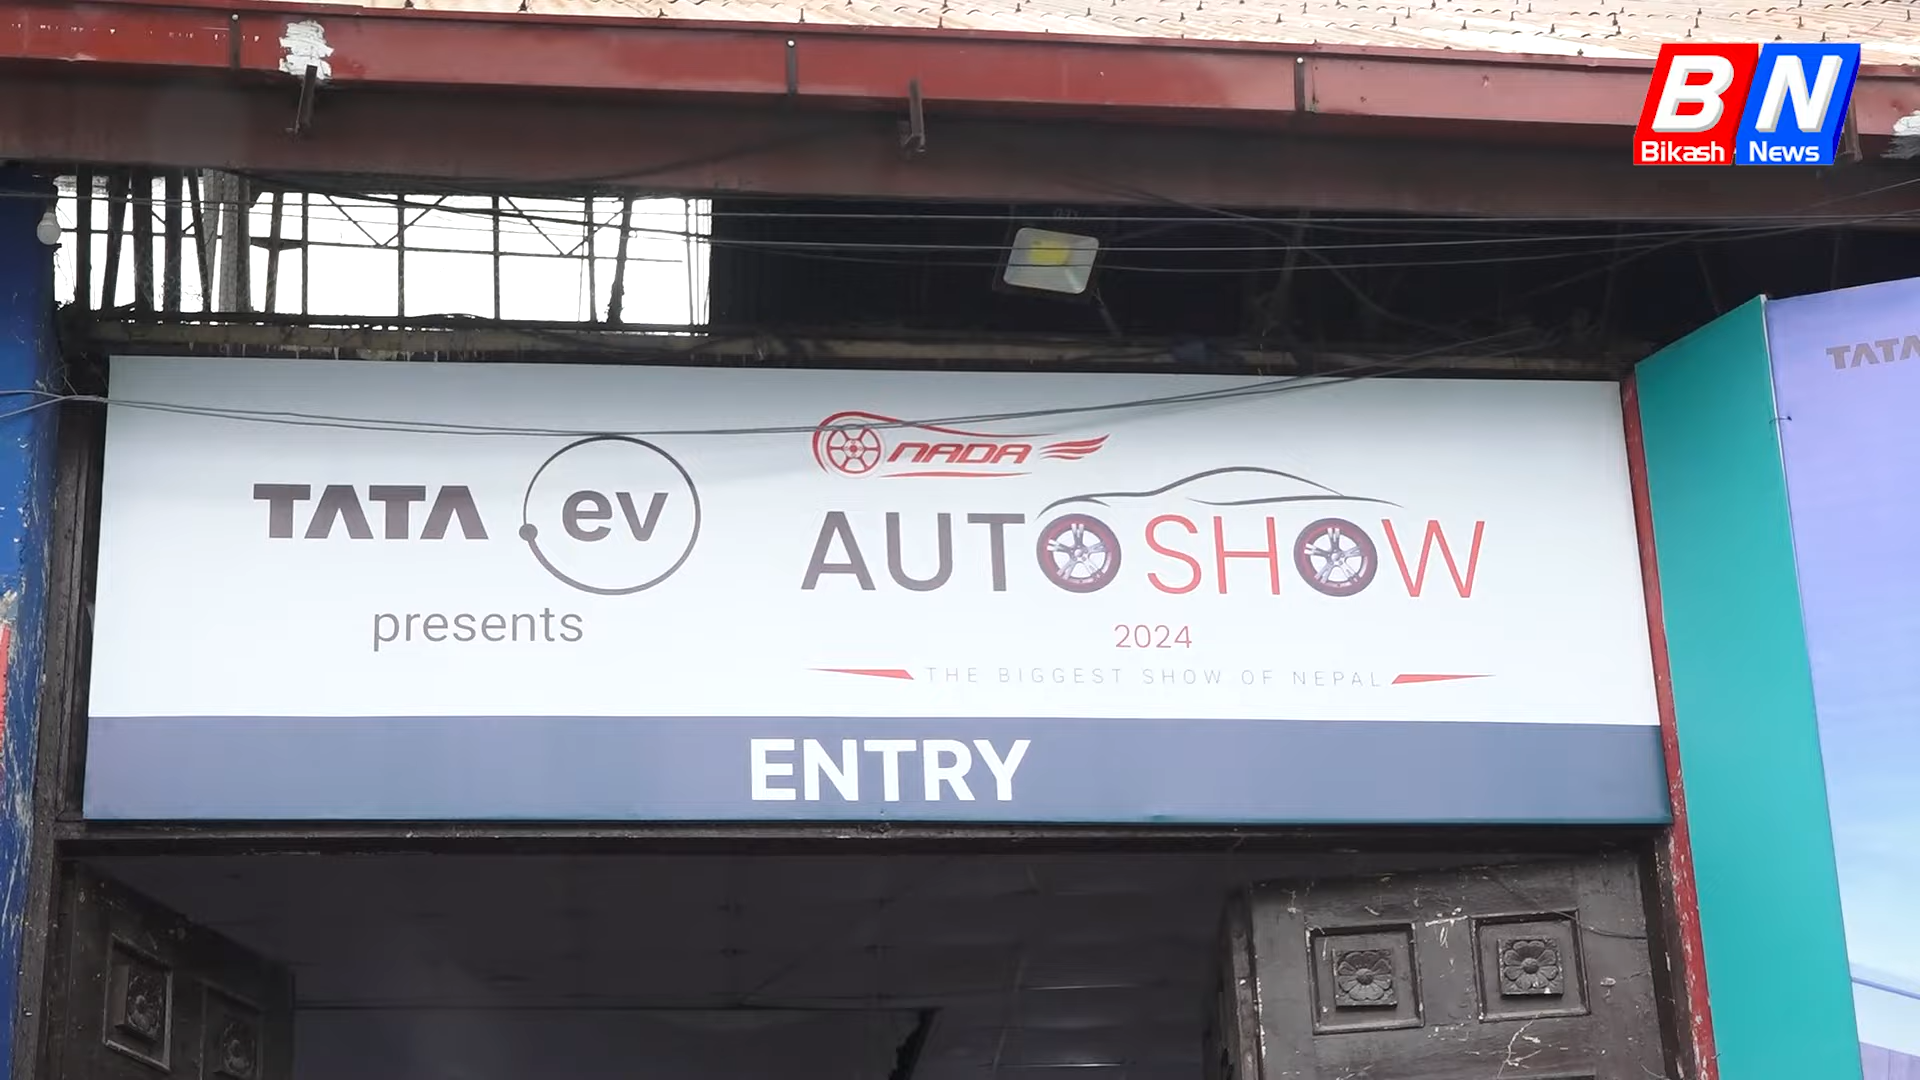 BN
Bikash News
TATA
NADA
TATA ev
AUTO SHOW
presents
2024
THE BIGGEST SHOW OF NEPAL
ENTRY